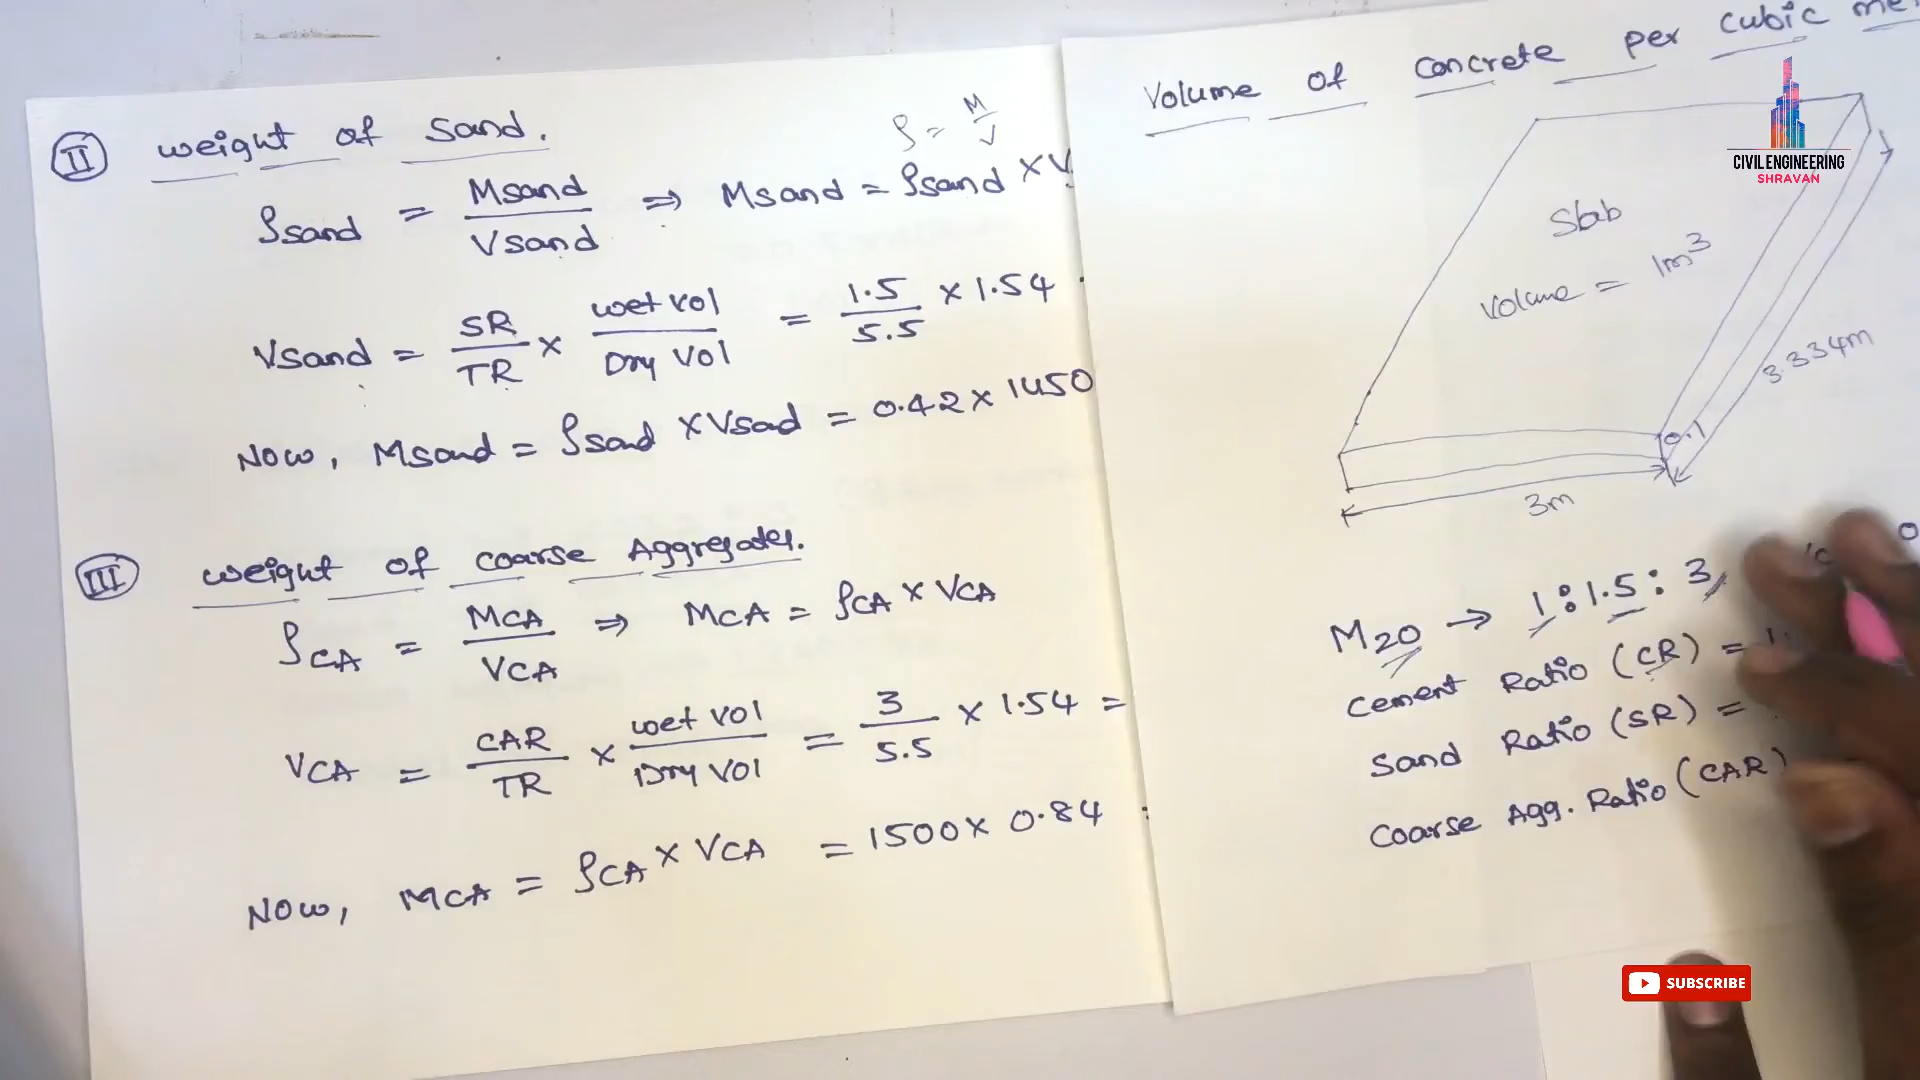 II weight of sand.
ρ = M/V
ρsand = Msand/Vsand ⇒ Msand = ρsand × V
Vsand = SR/TR × wet vol/Dry vol = 1.5/5.5 × 1.54
Now, Msand = ρsand × Vsad = 0.42 × 1450
III weight of coarse Aggregates.
ρCA = MCA/VCA ⇒ MCA = ρCA × VCA
VCA = CAR/TR × wet vol/Dry vol = 3/5.5 × 1.54 =
Now, MCA = ρCA × VCA = 1500 × 0.84
Volume of concrete per cubic
CIVIL ENGINEERING
SHRAVAN
Slab
Volume = 1m³
3.334m
0.1
3m
M20 → 1:1.5:3,
Cement Ratio (CR) =
Sand Ratio (SR) =
Coarse Agg. Ratio (CAR)
SUBSCRIBE